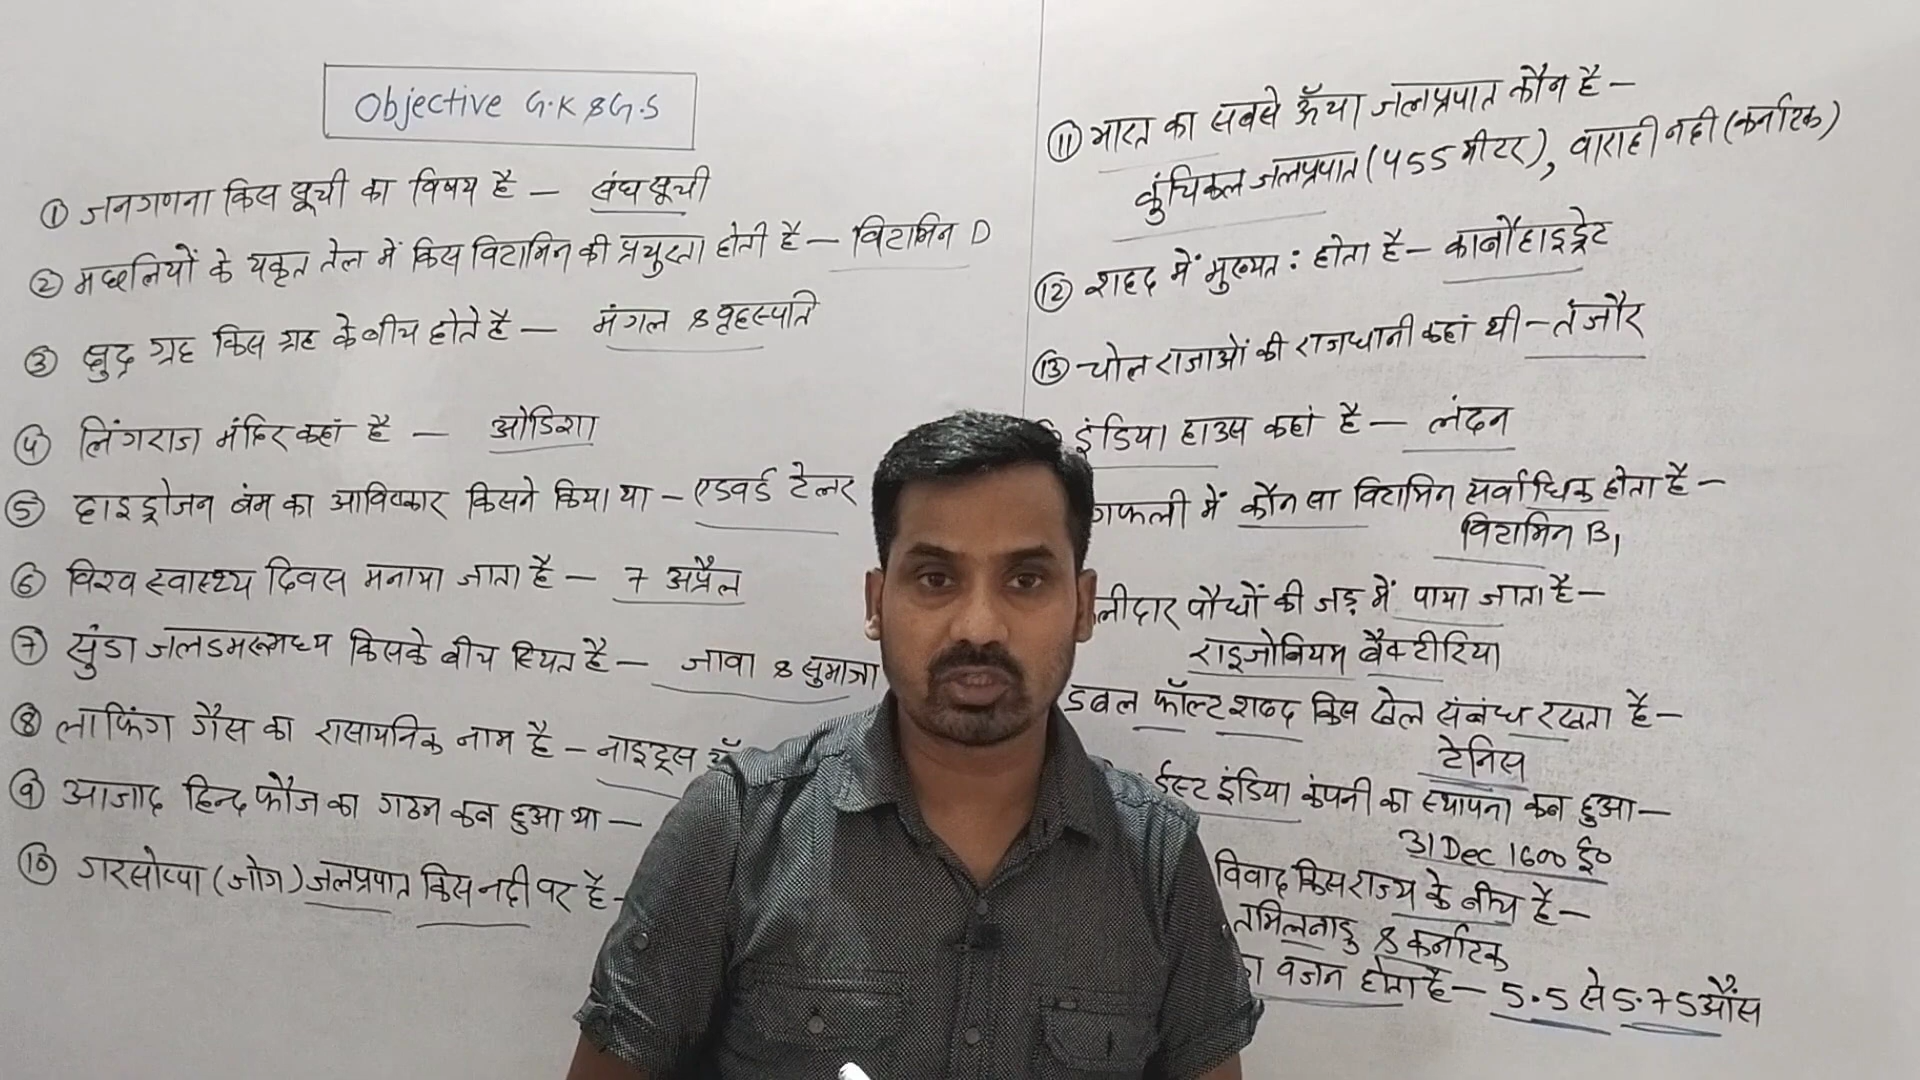 Objective G.K & G.S
① जनगणना किस सूची का विषय है – संघ सूची
② मछलियों के यकृत तेल में किस विटामिन की प्रचुरता होती है – विटामिन D
③ क्षुद्र ग्रह किस ग्रह के बीच होते है – मंगल & वृहस्पति
④ लिंगराज मंदिर कहां है – ओडिशा
⑤ हाइड्रोजन बंम का आविष्कार किसने किया था – एडवर्ड टेलर
⑥ विश्व स्वास्थ्य दिवस मनाया जाता है – 7 अप्रैल
⑦ सुंडा जलडमरूमध्य किसके बीच स्थित है – जावा & सुमात्रा
⑧ लाफिंग गैस का रासायनिक नाम है – नाइट्रस
⑨ आजाद हिन्द फौज का गठन कब हुआ था –
⑩ गरसोप्पा (जोग) जलप्रपात किस नदी पर है -
⑪ भारत का सबसे ऊँचा जलप्रपात कौन है –
कुंचिकल जलप्रपात (455 मीटर), वाराही नदी (कर्नाटक)
⑫ शहद में मुख्यत: होता है – कार्बोहाइड्रेट
⑬ चोल राजाओं की राजधानी कहां थी – तंजौर
इंडिया हाउस कहां है – लंदन
गफली में कौन सा विटामिन सर्वाधिक होता है –
विटामिन B1
लीदार पौधों की जड़ में पाया जाता है –
राइजोबियम बैक्टीरिया
डबल फॉल्ट शब्द किस खेल संबंध रखता है –
टेनिस
ईस्ट इंडिया कंपनी का स्थापना कब हुआ –
31 Dec 1600 ई०
विवाद किस राज्य के बीच है –
तमिलनाडु & कर्नाटक
का वजन होता है – 5.5 से 5.75 औंस